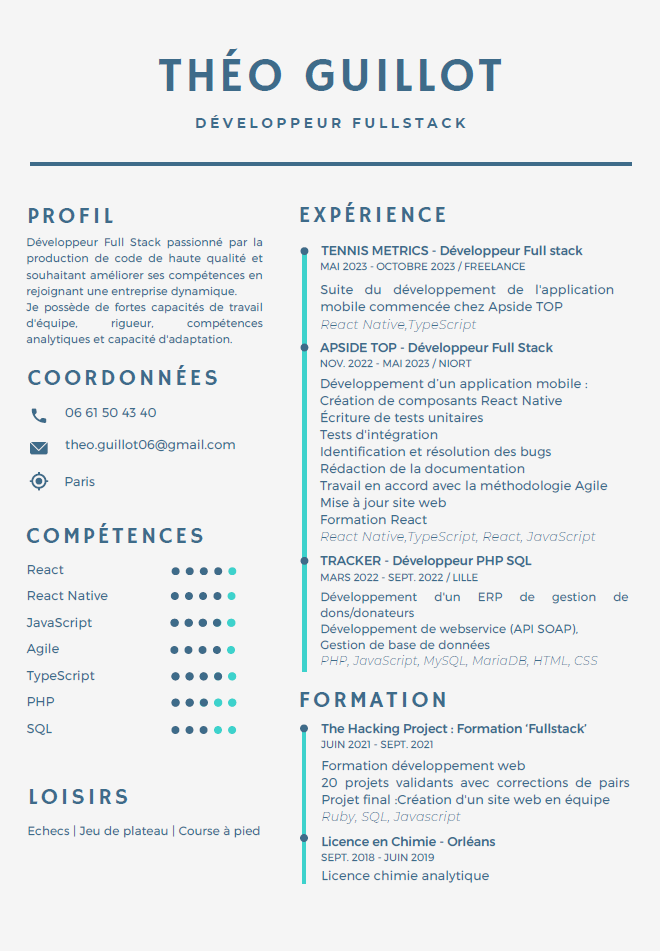 THÉO GUILLOT
DÉVELOPPEUR FULLSTACK
PROFIL
Développeur Full Stack passionné par la
production de code de haute qualité et
souhaitant améliorer ses compétences en
rejoignant une entreprise dynamique.
Je possède de fortes capacités de travail
d'équipe, rigueur, compétences
analytiques et capacité d'adaptation.
COORDONNÉES
06 61 50 43 40
theo.guillot06@gmail.com
Paris
COMPÉTENCES
React
React Native
JavaScript
Agile
TypeScript
PHP
SQL
LOISIRS
Echecs | Jeu de plateau | Course à pied
EXPÉRIENCE
TENNIS METRICS - Développeur Full stack
MAI 2023 - OCTOBRE 2023 / FREELANCE
Suite du développement de l'application
mobile commencée chez Apside TOP
React Native,TypeScript
APSIDE TOP - Développeur Full Stack
NOV. 2022 - MAI 2023 / NIORT
Développement d'un application mobile :
Création de composants React Native
Écriture de tests unitaires
Tests d'intégration
Identification et résolution des bugs
Rédaction de la documentation
Travail en accord avec la méthodologie Agile
Mise à jour site web
Formation React
React Native,TypeScript, React, JavaScript
TRACKER - Développeur PHP SQL
MARS 2022 - SEPT. 2022 / LILLE
Développement d'un ERP de gestion de
dons/donateurs
Développement de webservice (API SOAP),
Gestion de base de données
PHP, JavaScript, MySQL, MariaDB, HTML, CSS
FORMATION
The Hacking Project : Formation 'Fullstack'
JUIN 2021 - SEPT. 2021
Formation développement web
20 projets validants avec corrections de pairs
Projet final :Création d'un site web en équipe
Ruby, SQL, Javascript
Licence en Chimie - Orléans
SEPT. 2018 - JUIN 2019
Licence chimie analytique